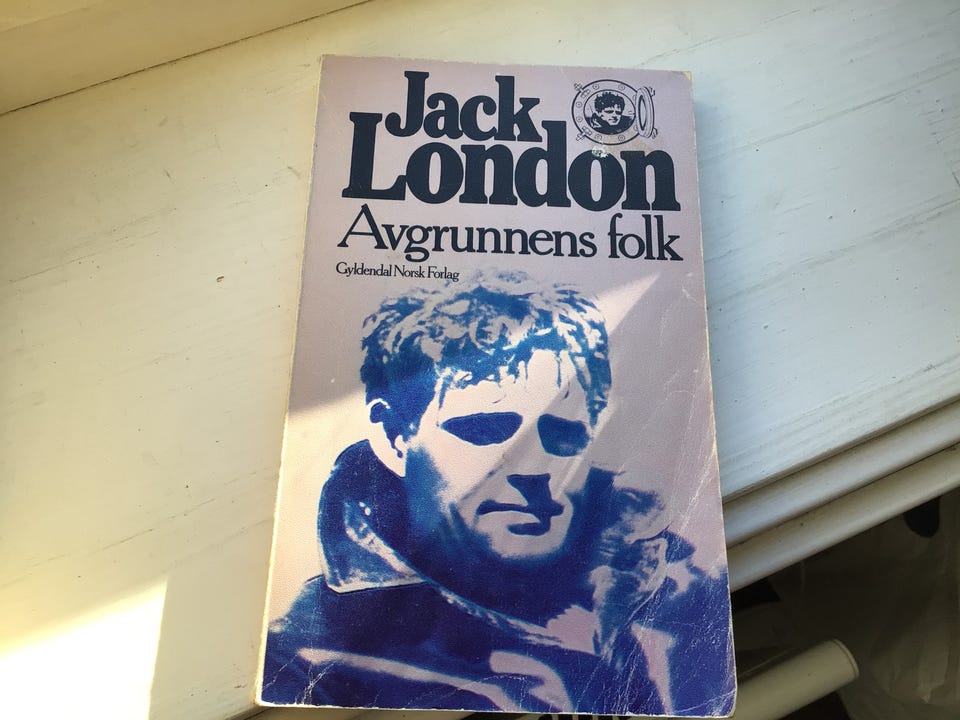 Jack
London
Avgrunnens folk
Gyldendal Norsk Forlag